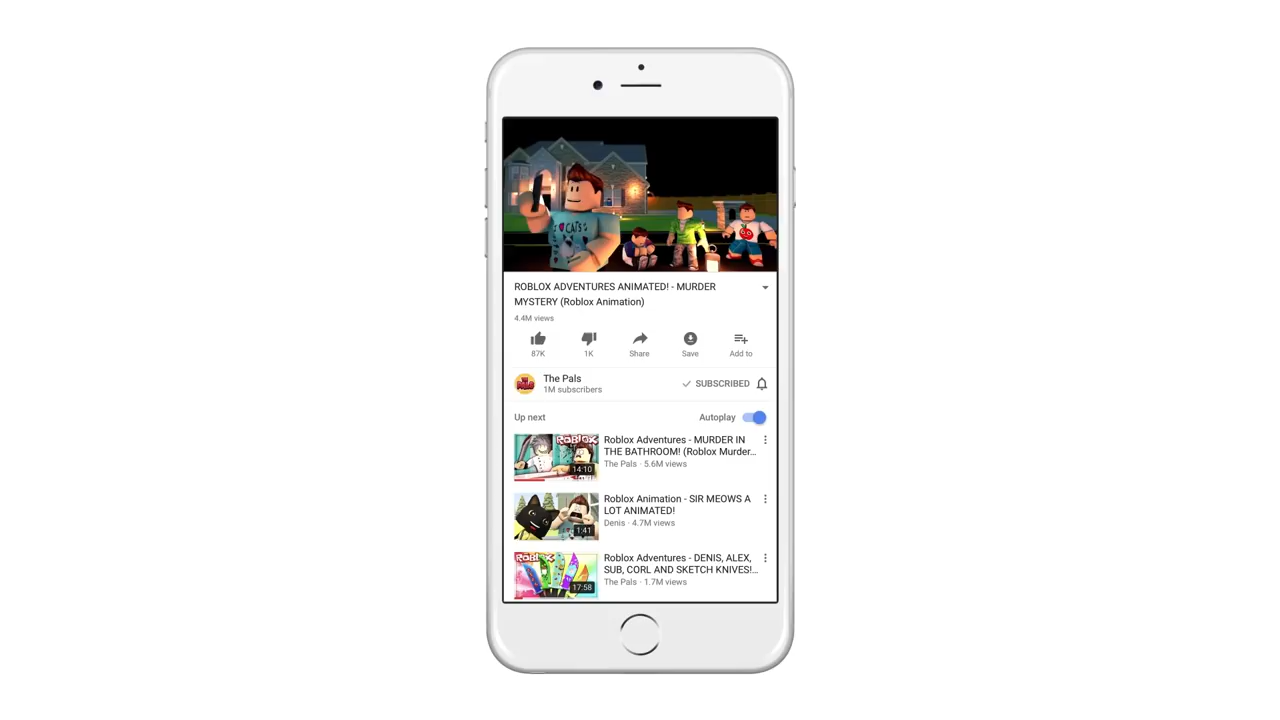 I ♥ CATS
ROBLOX ADVENTURES ANIMATED! - MURDER
MYSTERY (Roblox Animation)
4.4M views
87K
1K
Share
Save
Add to
The Pals
1M subscribers
SUBSCRIBED
Up next
Autoplay
ROBLOX
14:10
Roblox Adventures - MURDER IN
THE BATHROOM! (Roblox Murder...
The Pals · 5.6M views
1:41
Roblox Animation - SIR MEOWS A
LOT ANIMATED!
Denis · 4.7M views
ROBLOX
17:58
Roblox Adventures - DENIS, ALEX,
SUB, CORL AND SKETCH KNIVES!...
The Pals · 1.7M views